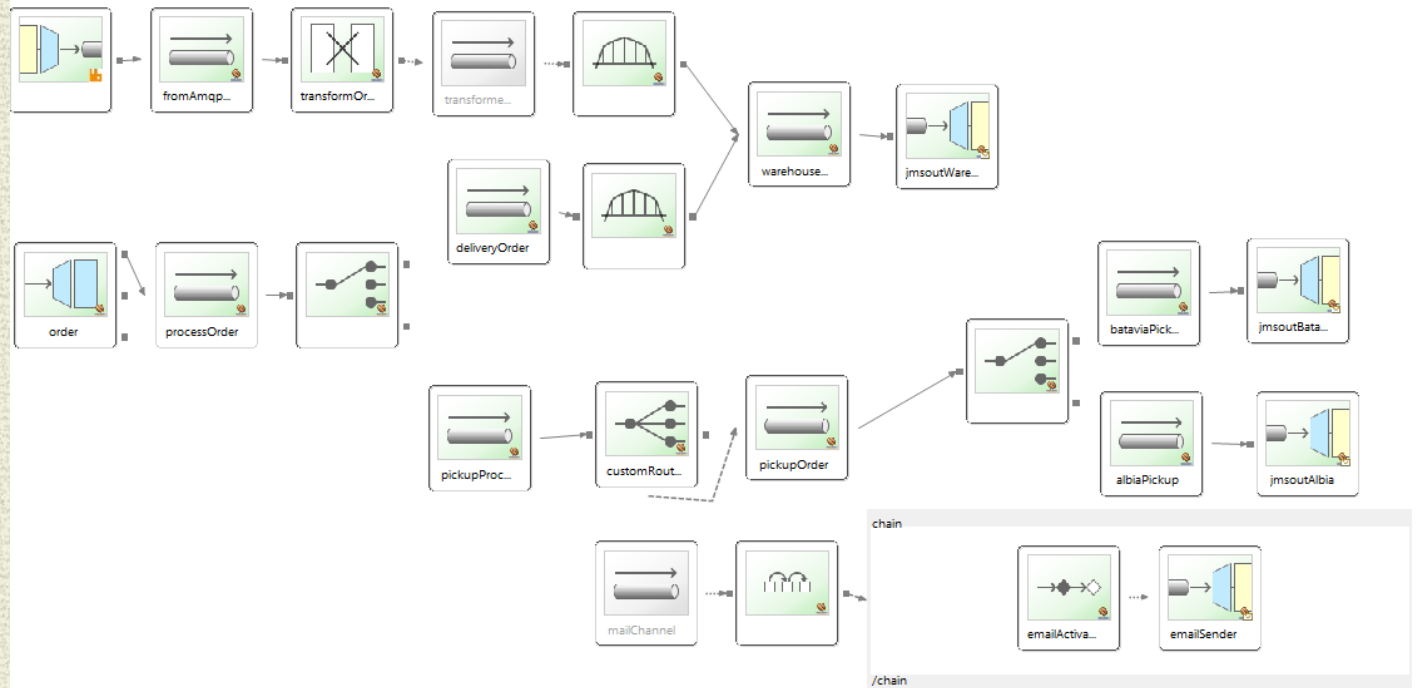 fromAmqp...
transformOr...
transforme...
warehouse...
jmsoutWare...
deliveryOrder
order
processOrder
bataviaPick...
jmsoutBata...
pickupProc...
customRout...
pickupOrder
albiaPickup
jmsoutAlbia
chain
mailChannel
emailActiva...
emailSender
/chain